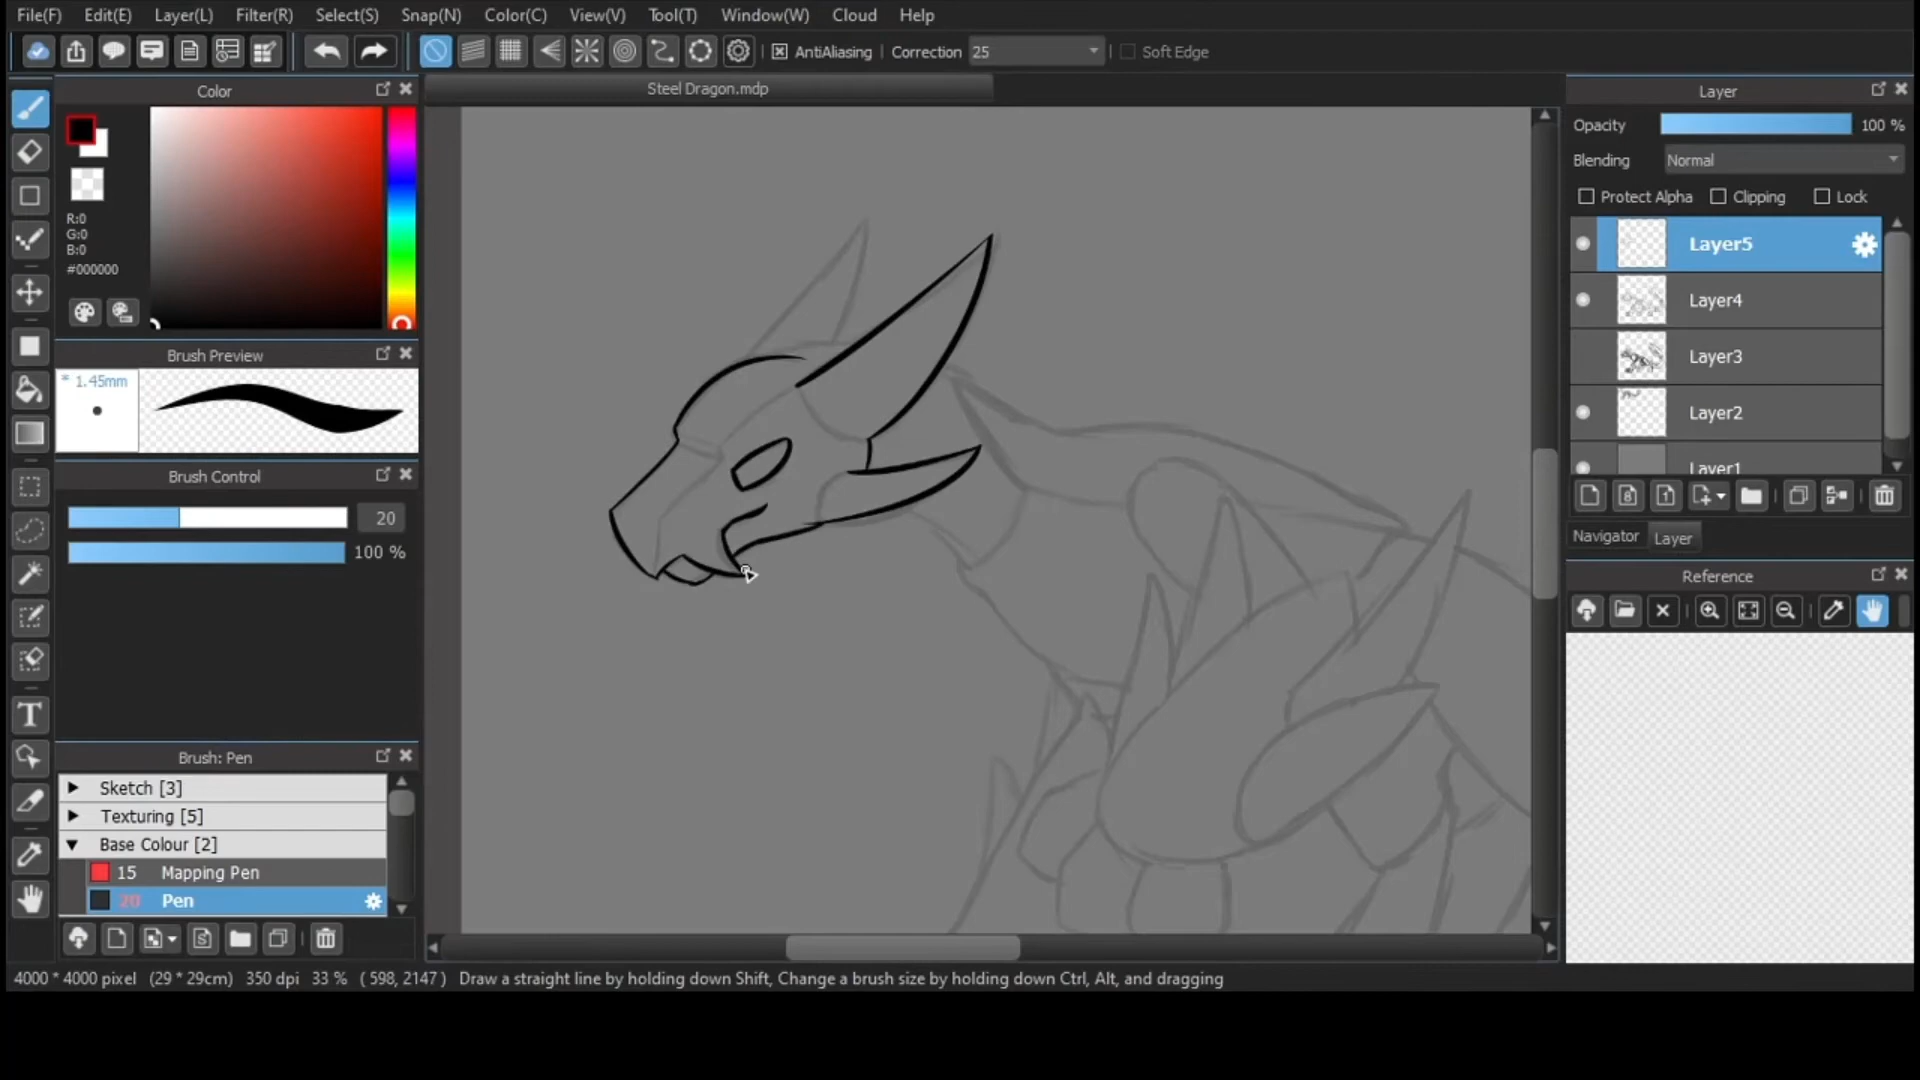 File(F) Edit(E) Layer(L) Filter(R) Select(S) Snap(N) Color(C) View(V) Tool(T) Window(W) Cloud Help
AntiAliasing Correction 25 Soft Edge
Color
Steel Dragon.mdp
Layer
Opacity 100 %
Blending Normal
Protect Alpha Clipping Lock
R:0
G:0
B:0
#000000
Layer5
Layer4
Brush Preview
Layer3
* 1.45mm
Layer2
Layer1
Brush Control
20
100 %
Navigator Layer
Reference
Brush: Pen
Sketch [3]
Texturing [5]
Base Colour [2]
15 Mapping Pen
20 Pen
4000 * 4000 pixel (29 * 29cm) 350 dpi 33 % ( 598, 2147 ) Draw a straight line by holding down Shift, Change a brush size by holding down Ctrl, Alt, and dragging